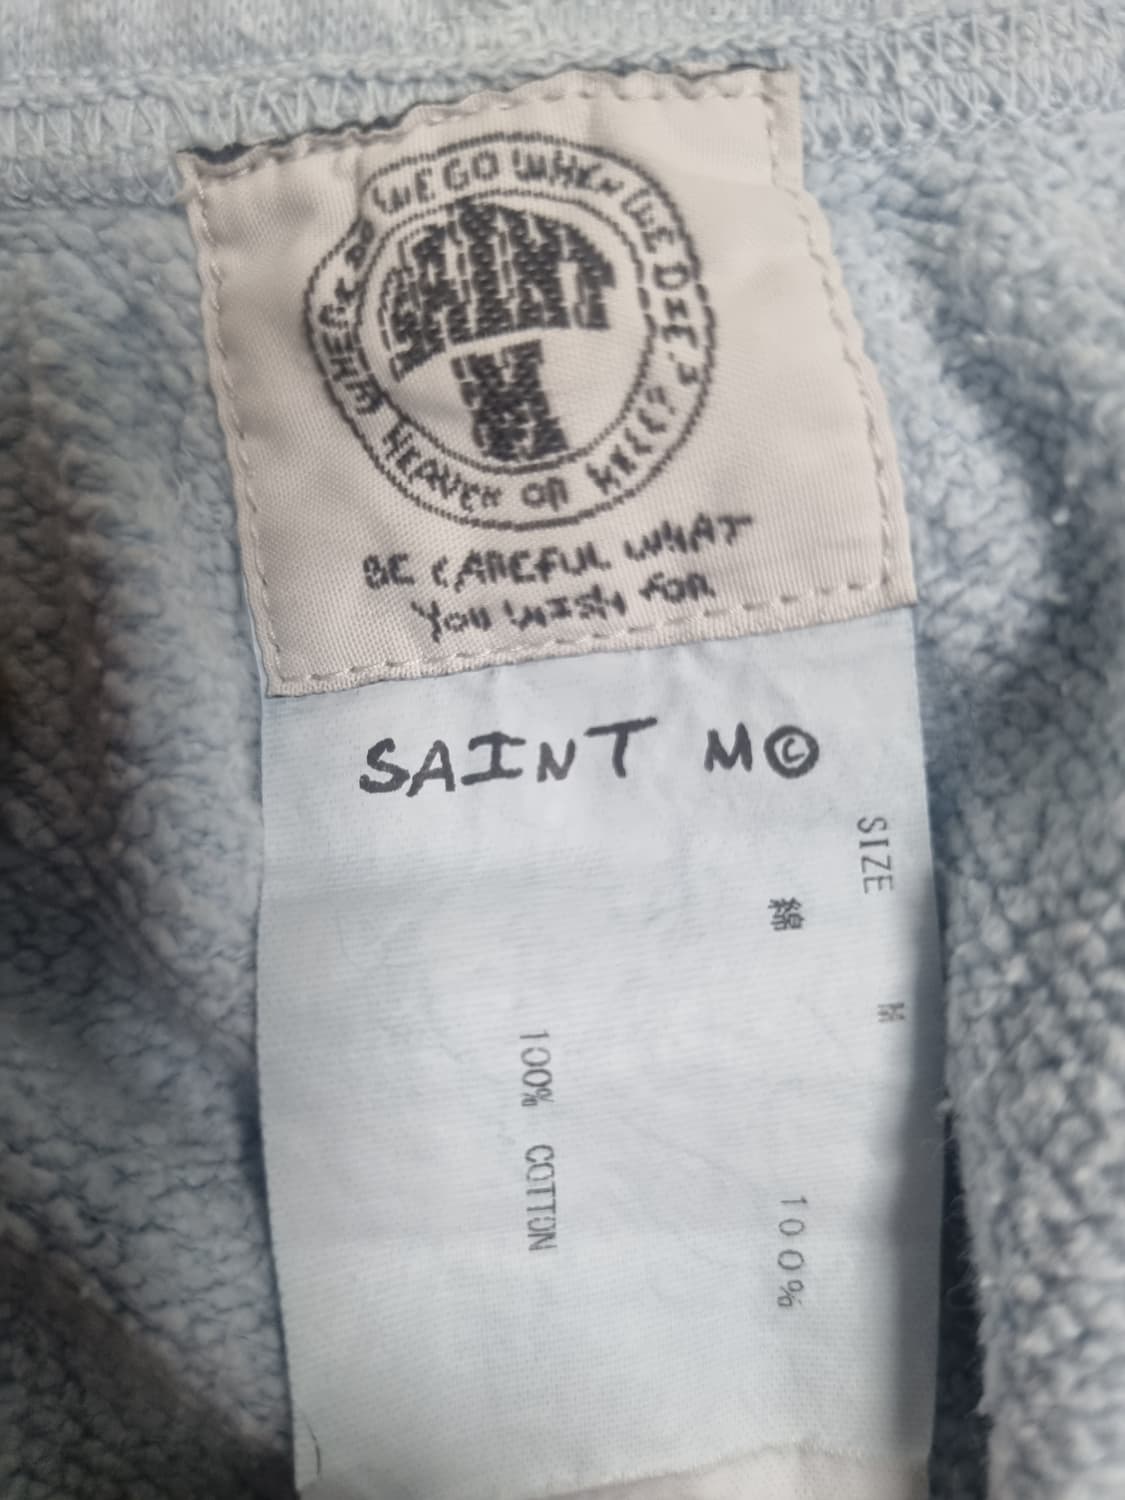 WHERE DO WE GO WHEN WE DIE?
HEAVEN OR HELL?
SAINT
M
BE CAREFUL WHAT
YOU WISH FOR
SAINT M©
SIZE M
綿 100%
100% COTTON